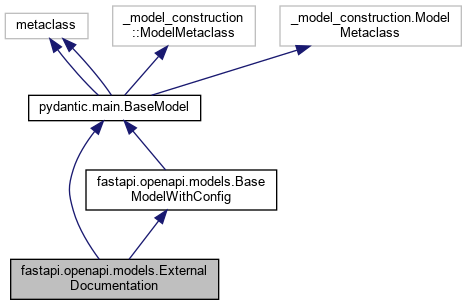 metaclass
_model_construction
::ModelMetaclass
_model_construction.Model
Metaclass
pydantic.main.BaseModel
fastapi.openapi.models.Base
ModelWithConfig
fastapi.openapi.models.External
Documentation